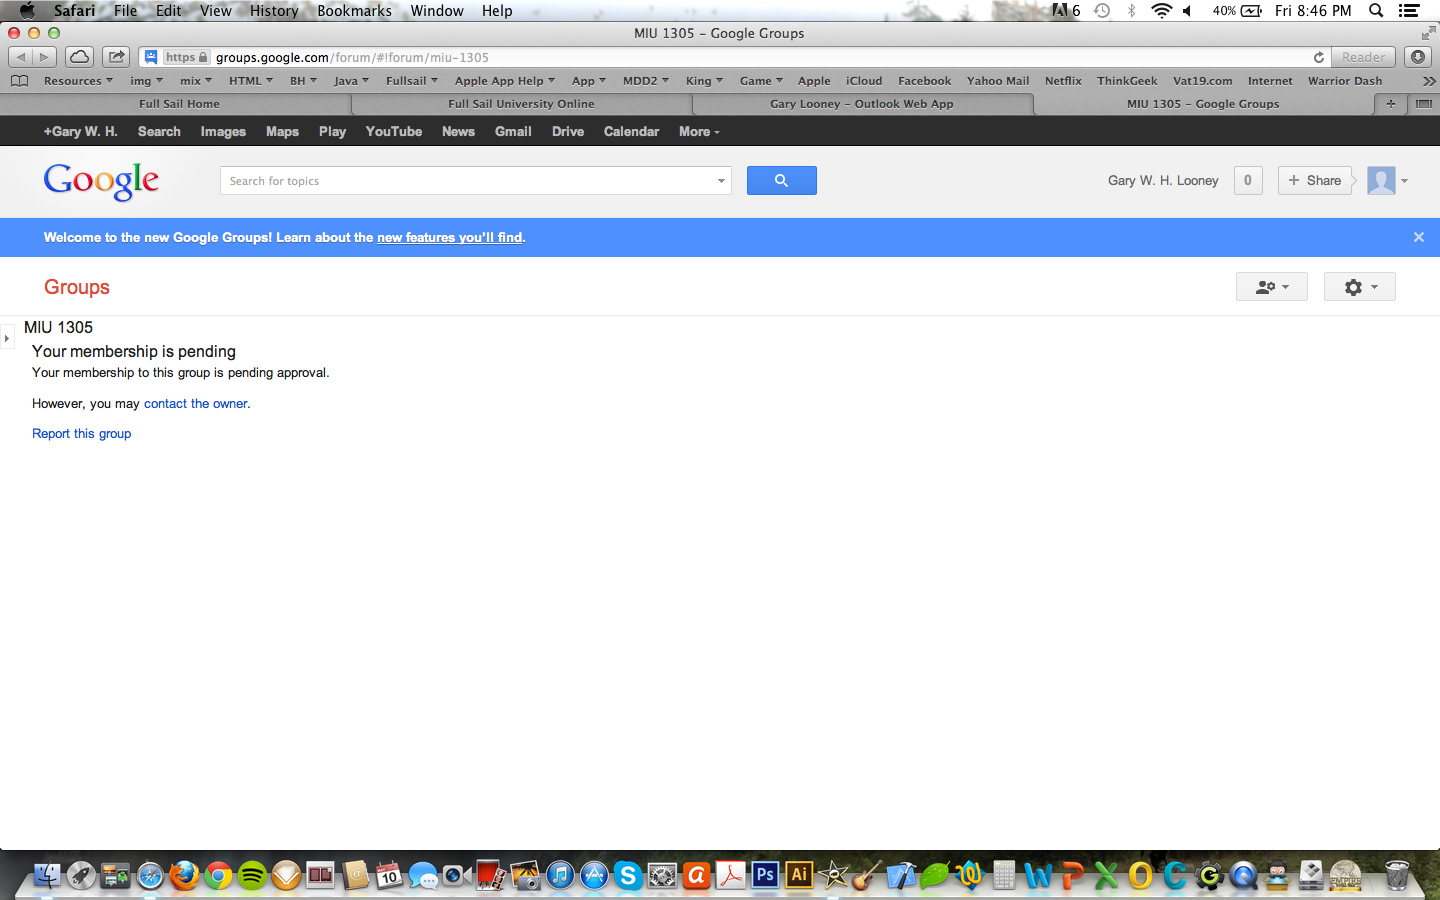 Safari File Edit View History Bookmarks Window Help 6 40% Fri 8:46 PM
MIU 1305 – Google Groups
https groups.google.com/forum/#!forum/miu-1305 Reader
Resources img mix HTML BH Java Fullsail Apple App Help App MDD2 King Game Apple iCloud Facebook Yahoo Mail Netflix ThinkGeek Vat19.com Internet Warrior Dash
Full Sail Home Full Sail University Online Gary Looney – Outlook Web App MIU 1305 – Google Groups
+Gary W. H. Search Images Maps Play YouTube News Gmail Drive Calendar More
Google Search for topics Gary W. H. Looney 0 + Share
Welcome to the new Google Groups! Learn about the new features you'll find.
Groups
MIU 1305
Your membership is pending
Your membership to this group is pending approval.
However, you may contact the owner.
Report this group
10 Ps Ai EMPIRE